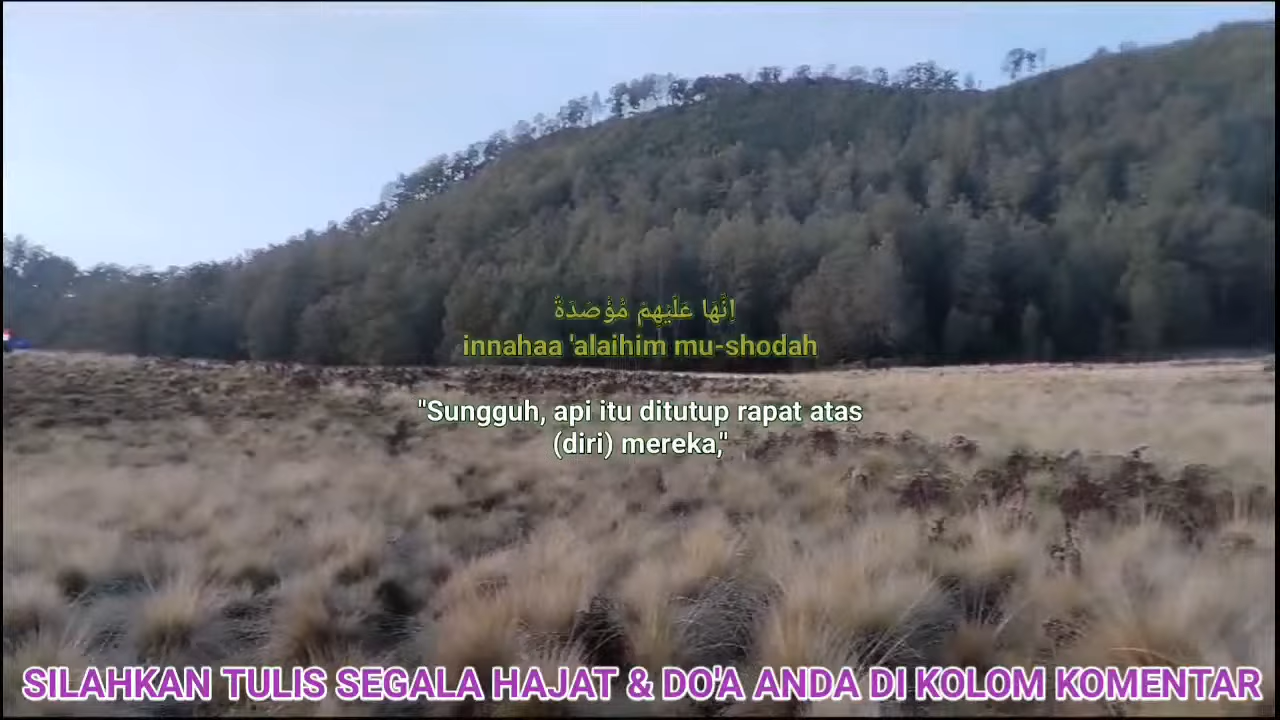 اِنَّهَا عَلَيْهِمْ مُّؤْصَدَةٌ
innahaa 'alaihim mu-shodah
"Sungguh, api itu ditutup rapat atas
(diri) mereka,"
SILAHKAN TULIS SEGALA HAJAT & DO'A ANDA DI KOLOM KOMENTAR